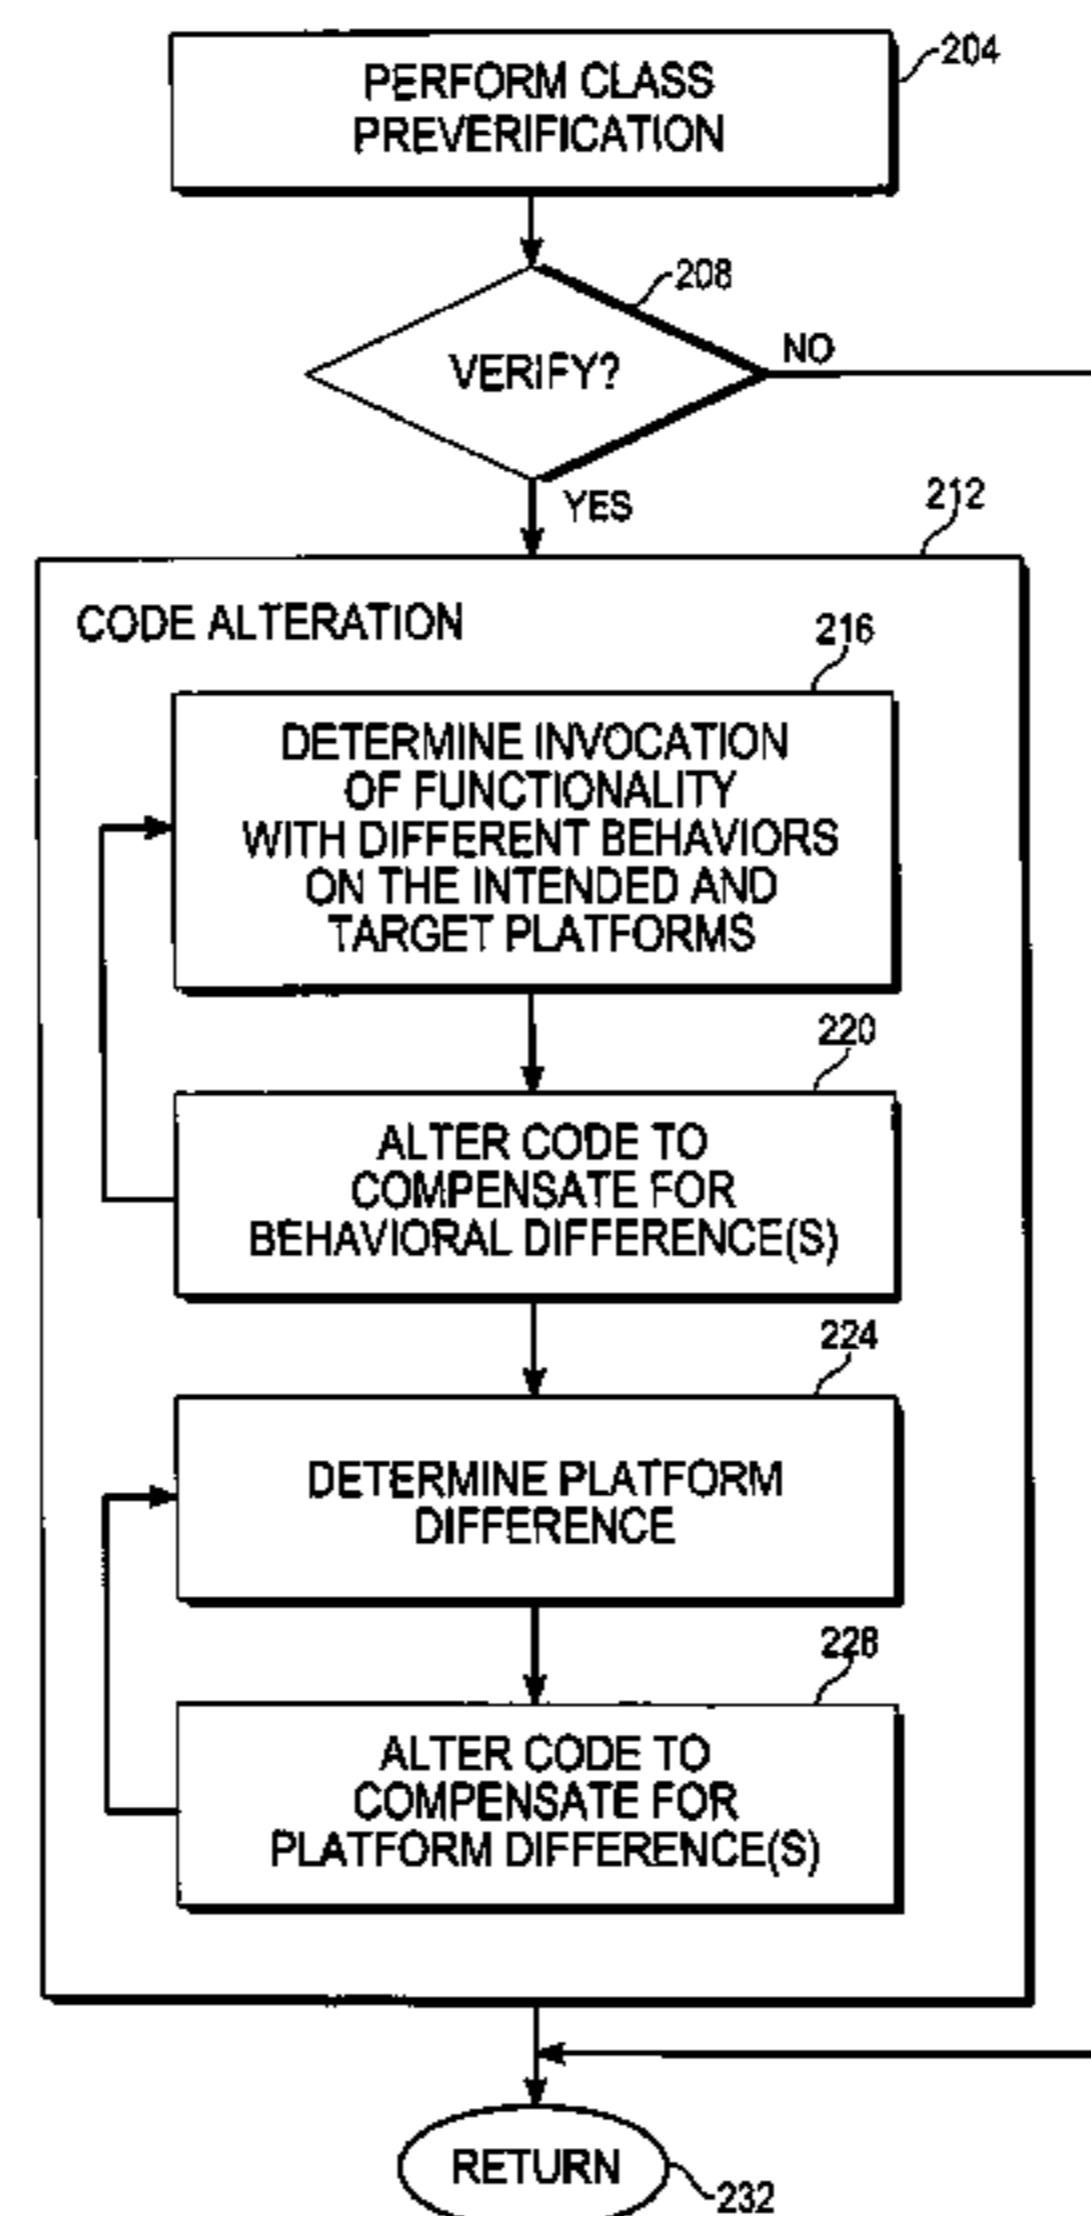 204
PERFORM CLASS
PREVERIFICATION
208
VERIFY?
NO
YES
212
CODE ALTERATION
216
DETERMINE INVOCATION
OF FUNCTIONALITY
WITH DIFFERENT BEHAVIORS
ON THE INTENDED AND
TARGET PLATFORMS
220
ALTER CODE TO
COMPENSATE FOR
BEHAVIORAL DIFFERENCE(S)
224
DETERMINE PLATFORM
DIFFERENCE
228
ALTER CODE TO
COMPENSATE FOR
PLATFORM DIFFERENCE(S)
RETURN
232